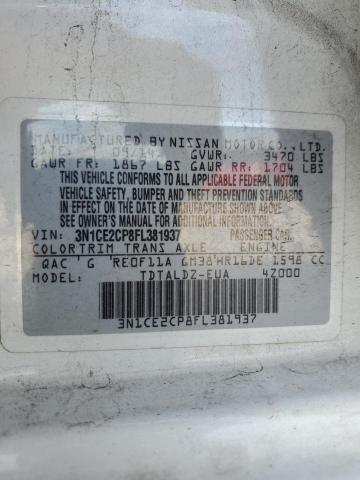 MANUFACTURED BY NISSAN MOTOR CO., LTD.
DATE: 09/14 GVWR: 3470 LBS
GAWR FR: 1867 LBS GAWR RR: 1704 LBS
THIS VEHICLE CONFORMS TO ALL APPLICABLE FEDERAL MOTOR
VEHICLE SAFETY, BUMPER AND THEFT PREVENTION STANDARDS
IN EFFECT ON THE DATE OF MANUFACTURE SHOWN ABOVE.
SEE OWNER'S MANUAL.
VIN: 3N1CE2CP8FL381937 PASSENGER CAR.
COLOR TRIM TRANS AXLE ENGINE
QAC G RE0F11A GM38 HR16DE 1598 CC
MODEL: TDTALDZ-EUA 42000
3N1CE2CP8FL381937